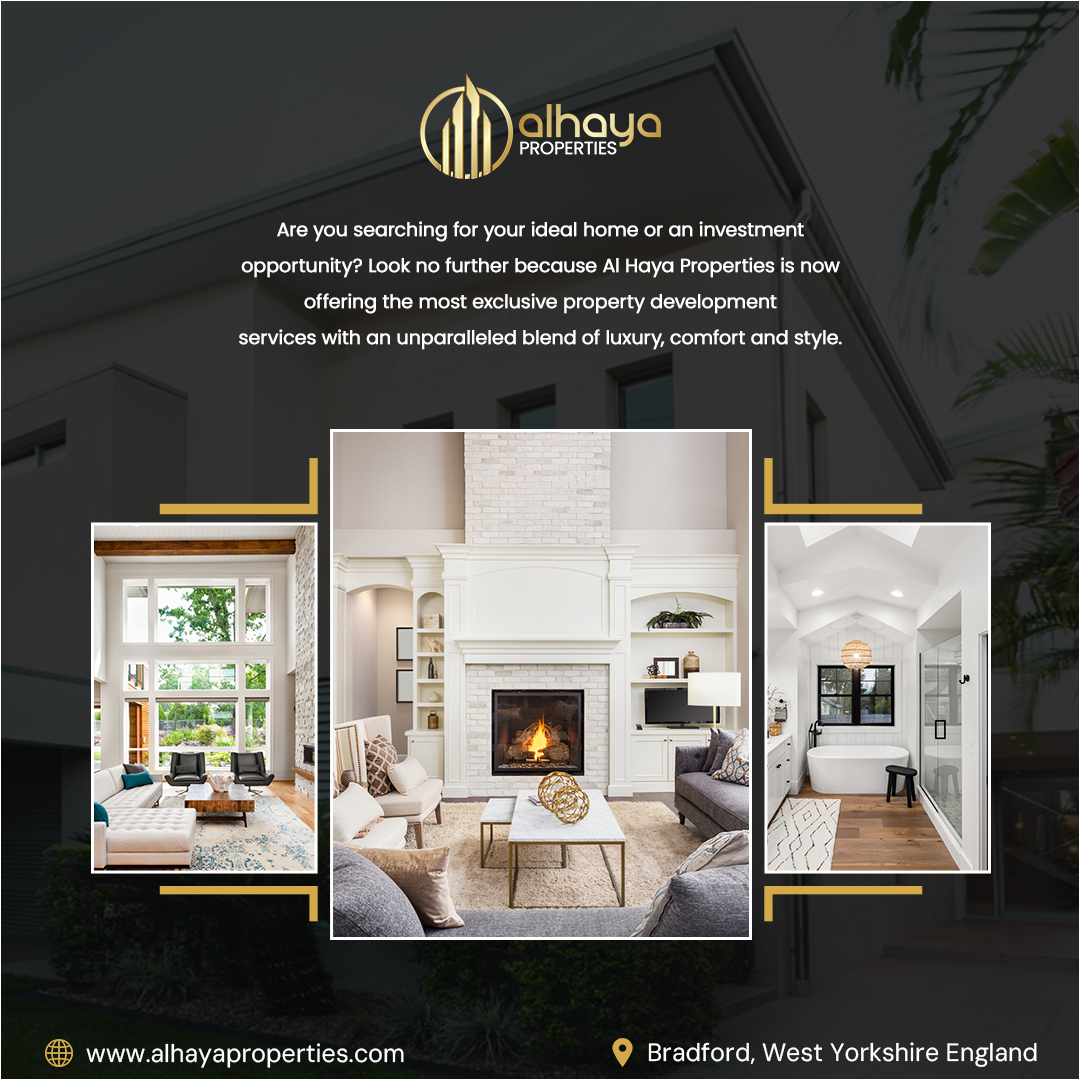 alhaya
PROPERTIES
Are you searching for your ideal home or an investment
opportunity? Look no further because Al Haya Properties is now
offering the most exclusive property development
services with an unparalleled blend of luxury, comfort and style.
www.alhayaproperties.com
Bradford, West Yorkshire England